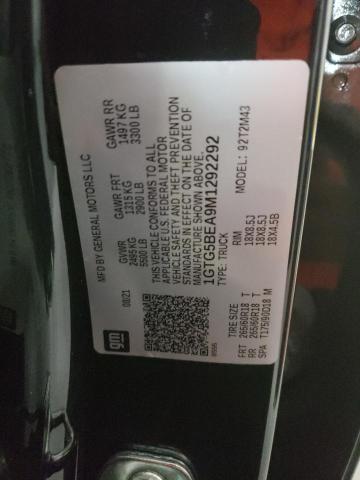 MFD BY GENERAL MOTORS LLC
08/21
GVWR
2495 KG
5500 LB
GAWR FRT
1315 KG
2900 LB
GAWR RR
1497 KG
3300 LB
THIS VEHICLE CONFORMS TO ALL
APPLICABLE U.S. FEDERAL MOTOR
VEHICLE SAFETY AND THEFT PREVENTION
STANDARDS IN EFFECT ON THE DATE OF
MANUFACTURE SHOWN ABOVE.
1GTG5BEA9M1292292
TYPE: TRUCK
MODEL: 92T2M43
TIRE SIZE RIM
FRT 265/60R18 T 18X8.5J
RR 265/60R18 T 18X8.5J
SPA T175/90D18 M 18X4.5B
gm